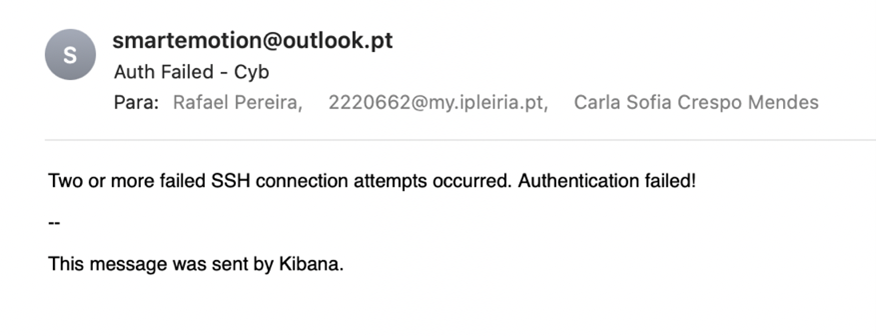 S
smartemotion@outlook.pt
Auth Failed - Cyb
Para: Rafael Pereira, 2220662@my.ipleiria.pt, Carla Sofia Crespo Mendes
Two or more failed SSH connection attempts occurred. Authentication failed!
--
This message was sent by Kibana.